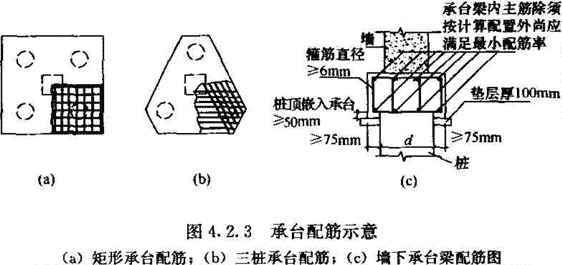 承台梁内主筋除须
按计算配置外尚应
满足最小配筋率
墙
箍筋直径
≥6mm
桩顶嵌入承台
≥50mm
垫层厚100mm
≥75mm
d
≥75mm
桩
(a)
(b)
(c)
图 4.2.3 承台配筋示意
(a) 矩形承台配筋；(b) 三桩承台配筋；(c) 墙下承台梁配筋图